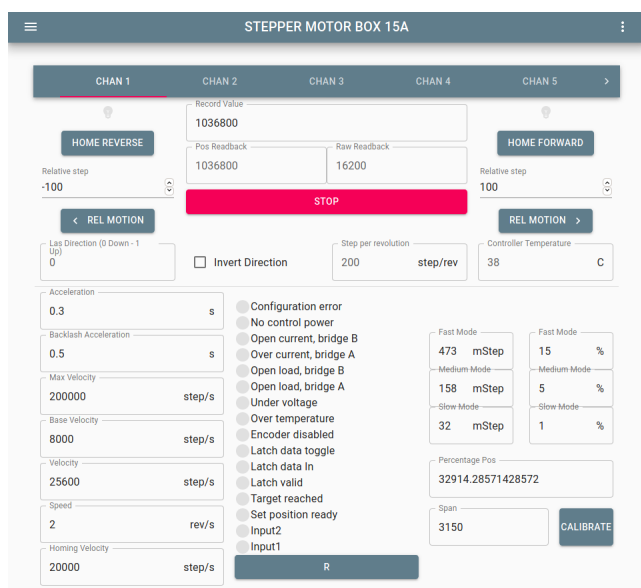 STEPPER MOTOR BOX 15A
CHAN 1 CHAN 2 CHAN 3 CHAN 4 CHAN 5
Record Value
1036800
HOME REVERSE
HOME FORWARD
Pos Readback Raw Readback
1036800 16200
Relative step
-100
Relative step
100
STOP
REL MOTION
REL MOTION
Las Direction (0 Down - 1 Up)
0
Invert Direction
Step per revolution
200 step/rev
Controller Temperature
38 C
Acceleration
0.3 s
Backlash Acceleration
0.5 s
Max Velocity
200000 step/s
Base Velocity
8000 step/s
Velocity
25600 step/s
Speed
2 rev/s
Homing Velocity
20000 step/s
Configuration error
No control power
Open current, bridge B
Over current, bridge A
Open load, bridge B
Open load, bridge A
Under voltage
Over temperature
Encoder disabled
Latch data toggle
Latch data In
Latch valid
Target reached
Set position ready
Input2
Input1
R
Fast Mode
473 mStep
Fast Mode
15 %
Medium Mode
158 mStep
Medium Mode
5 %
Slow Mode
32 mStep
Slow Mode
1 %
Percentage Pos
32914.28571428572
Span
3150
CALIBRATE